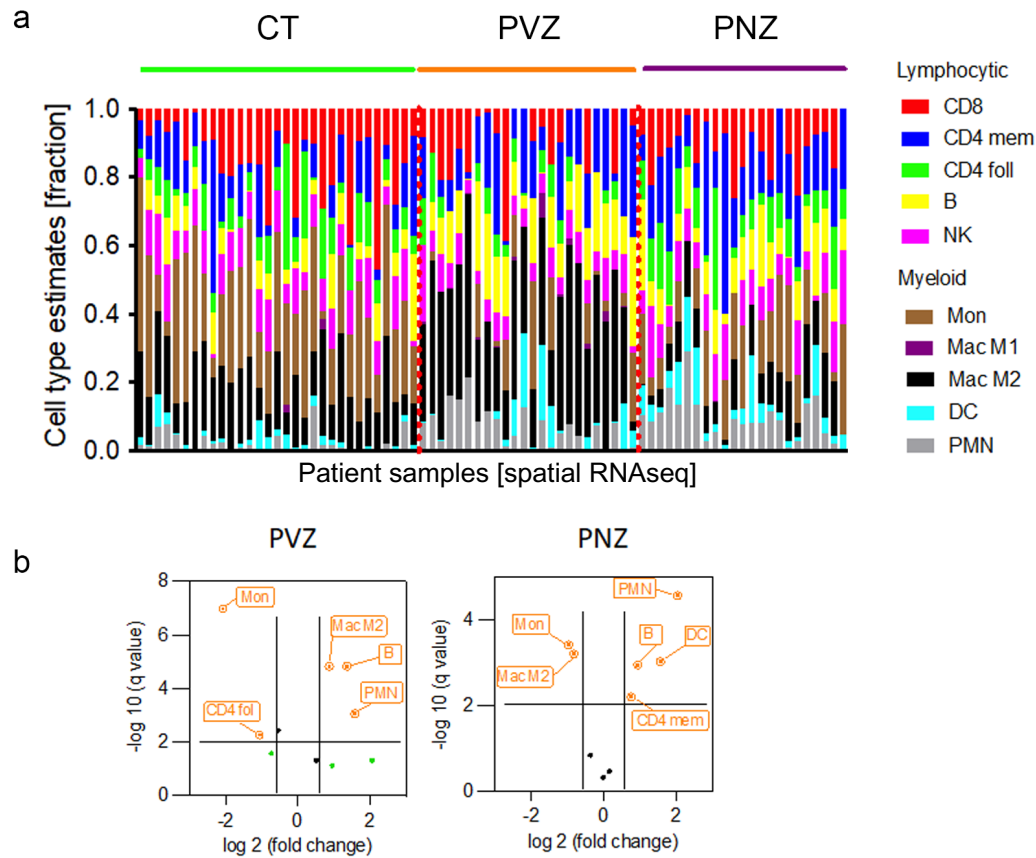 a
CT PVZ PNZ
Cell type estimates [fraction]
1.0
0.8
0.6
0.4
0.2
0.0
Patient samples [spatial RNAseq]
Lymphocytic
CD8
CD4 mem
CD4 foll
B
NK
Myeloid
Mon
Mac M1
Mac M2
DC
PMN
b
PVZ
-log 10 (q value)
8
6
4
2
0
Mon
Mac M2
B
PMN
CD4 fol
-2 0 2
log 2 (fold change)
PNZ
-log 10 (q value)
4
2
0
PMN
Mon
B
DC
Mac M2
CD4 mem
-2 0 2
log 2 (fold change)